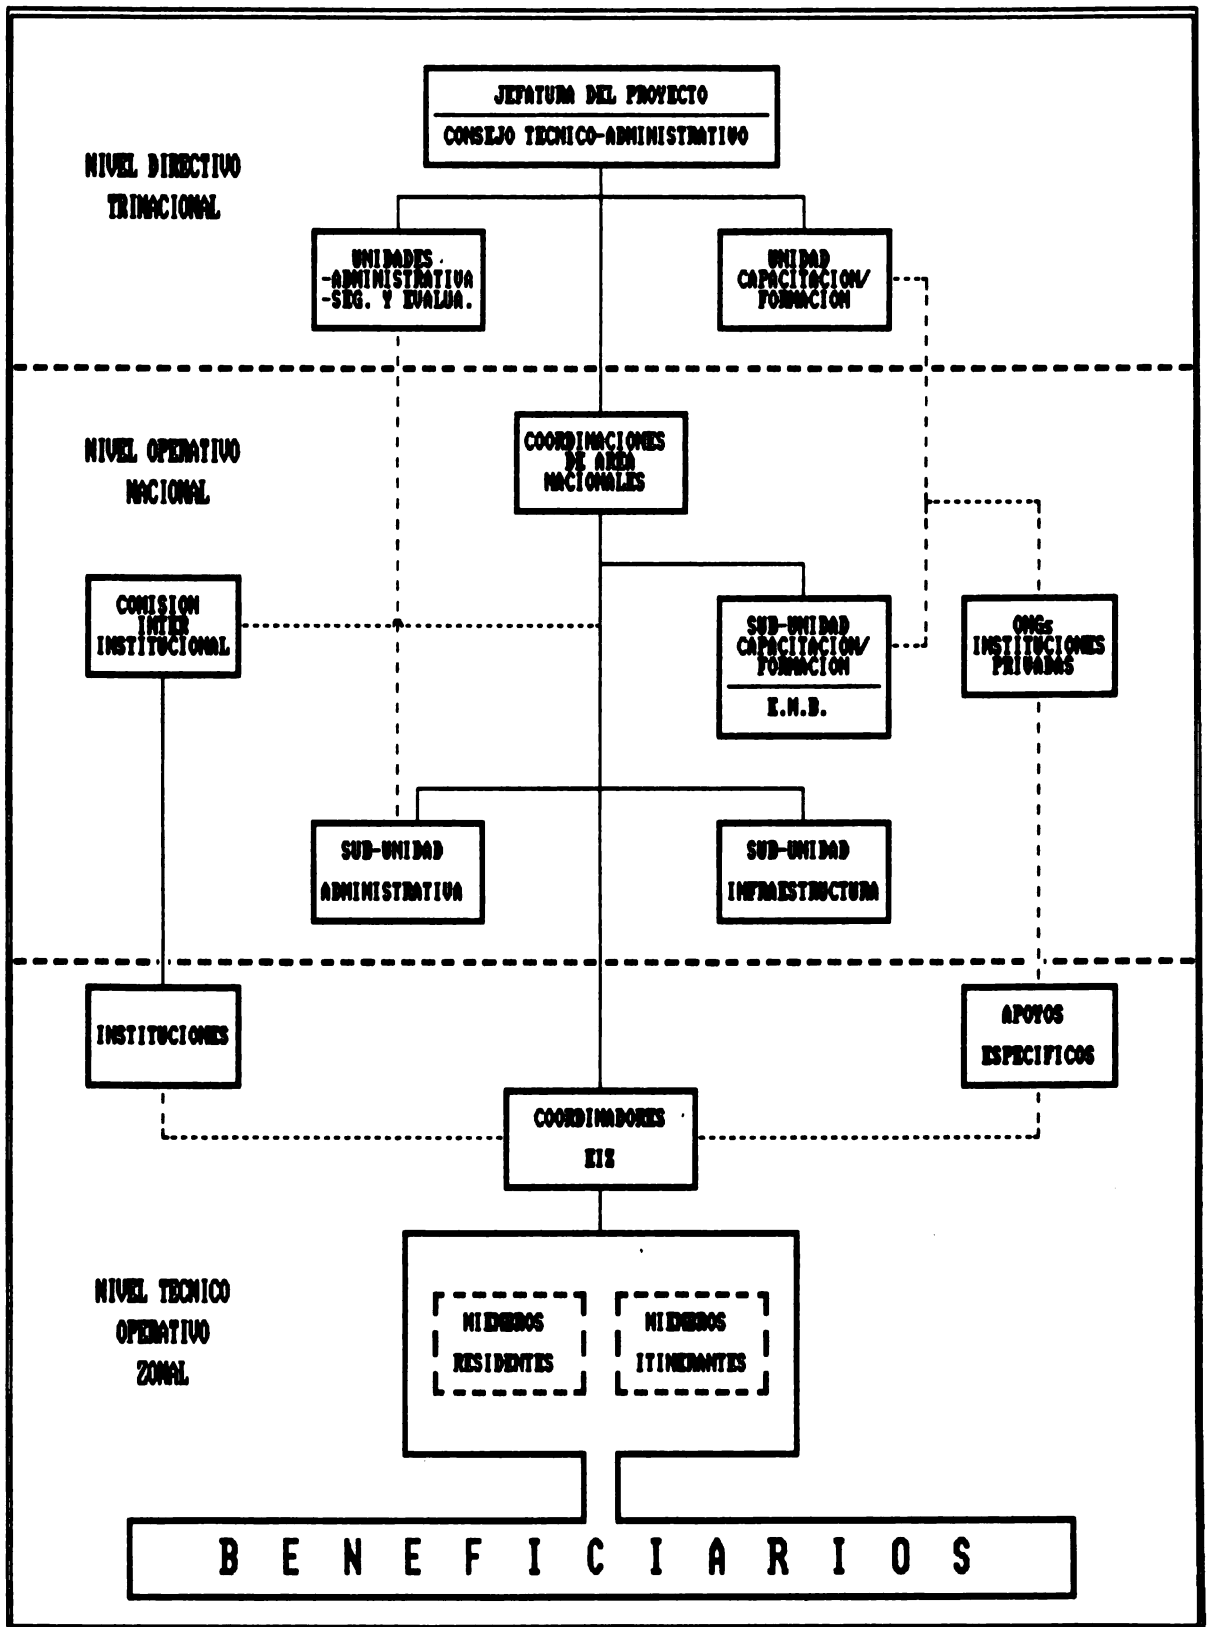 JEFATURA DEL PROYECTO
CONSEJO TECNICO-ADMINISTRATIVO
NIVEL DIRECTIVO
TRINACIONAL
UNIDADES
-ADMINISTRATIVA
-SEG. Y EVALUA.
UNIDAD
CAPACITACION/
FORMACION
NIVEL OPERATIVO
NACIONAL
COORDINACIONES
DE AREA
NACIONALES
COMISION
INTER
INSTITUCIONAL
SUB-UNIDAD
CAPACITACION/
FORMACION
E.M.B.
ONGs
INSTITUCIONES
PRIVADAS
SUB-UNIDAD
ADMINISTRATIVA
SUB-UNIDAD
INFRAESTRUCTURA
INSTITUCIONES
APOYOS
ESPECIFICOS
COORDINADORES
EIZ
NIVEL TECNICO
OPERATIVO
ZONAL
MIEMBROS
RESIDENTES
MIEMBROS
ITINERANTES
BENEFICIARIOS